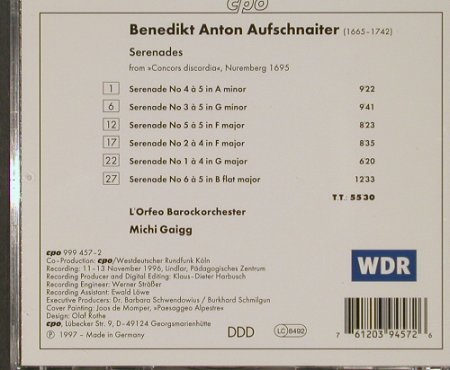 cpo
Benedikt Anton Aufschnaiter (1665-1742)
Serenades
from »Concors discordia«, Nuremberg 1695
1 Serenade No 4 à 5 in A minor 922
6 Serenade No 3 à 5 in G minor 941
12 Serenade No 5 à 5 in F major 823
17 Serenade No 2 à 4 in F major 835
22 Serenade No 1 à 4 in G major 620
27 Serenade No 6 à 5 in B flat major 1233
T.T.: 5530
L'Orfeo Barockorchester
Michi Gaigg
cpo 999 457-2
Co-Production: cpo/Westdeutscher Rundfunk Köln
Recording: 11-13 November 1996, Lindlar, Pädagogisches Zentrum
Recording Producer and Digital Editing: Klaus-Dieter Harbusch
Recording Engineer: Werner Sträßer
Recording Assistant: Ewald Löwe
Executive Producers: Dr. Barbara Schwendowius / Burkhard Schmilgun
Cover Painting: Joos de Momper, »Paesaggeo Alpestre«
Design: Olaf Rothe
cpo, Lübecker Str. 9, D-49124 Georgsmarienhütte
℗ 1997 – Made in Germany
DDD
LC 8492
WDR
7 61203 94572 6